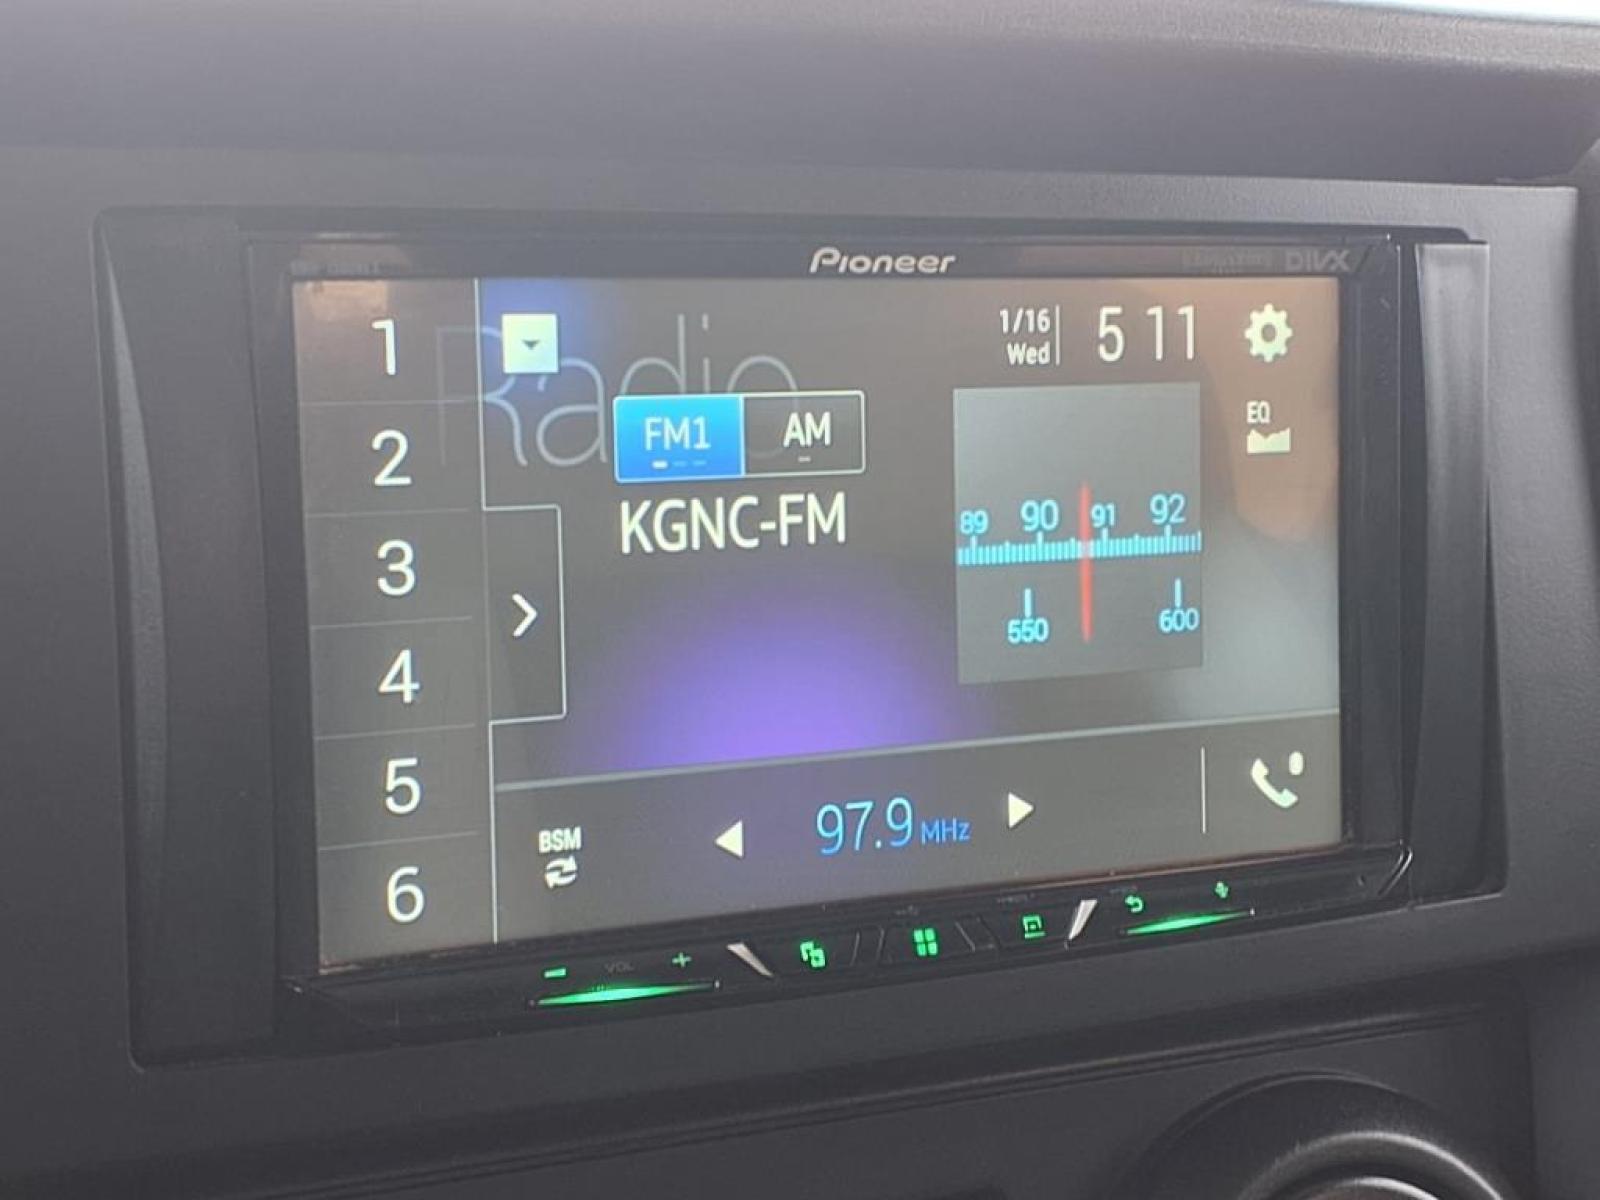 Pioneer
DIVX
Radio
1/16
Wed
5 11
1
2
3
4
5
6
FM1
AM
EQ
KGNC-FM
89 90 91 92
550 600
BSM
97.9 MHz
VOL